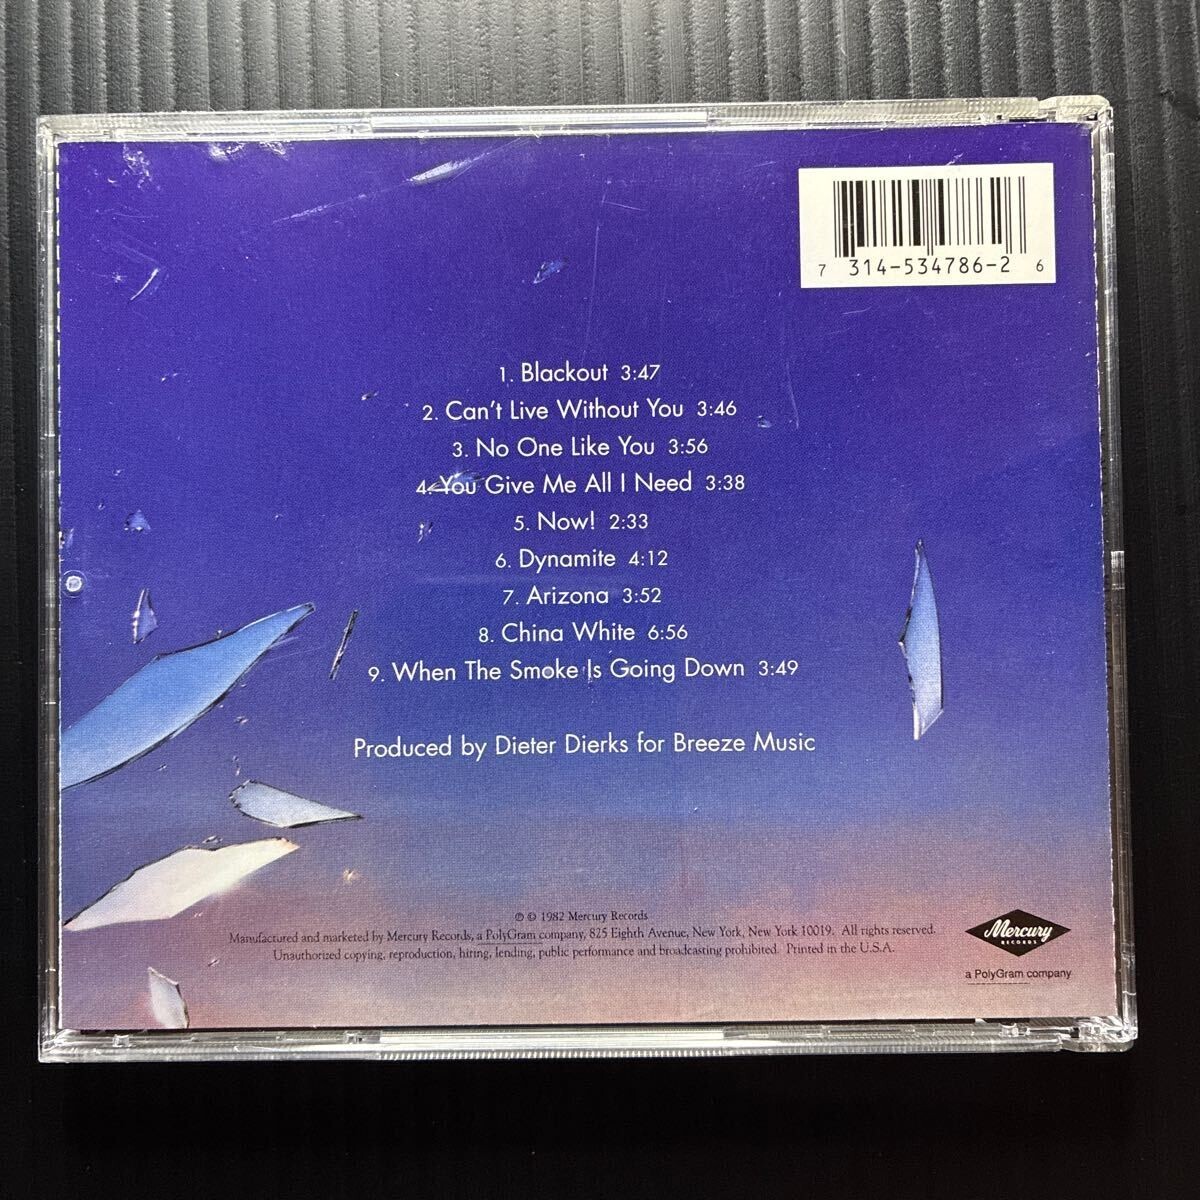 7 314-534786-2 6
1. Blackout 3:47
2. Can't Live Without You 3:46
3. No One Like You 3:56
4. You Give Me All I Need 3:38
5. Now! 2:33
6. Dynamite 4:12
7. Arizona 3:52
8. China White 6:56
9. When The Smoke Is Going Down 3:49
Produced by Dieter Dierks for Breeze Music
℗ © 1982 Mercury Records
Manufactured and marketed by Mercury Records, a PolyGram company, 825 Eighth Avenue, New York, New York 10019. All rights reserved.
Unauthorized copying, reproduction, hiring, lending, public performance and broadcasting prohibited. Printed in the U.S.A.
Mercury
RECORDS
a PolyGram company